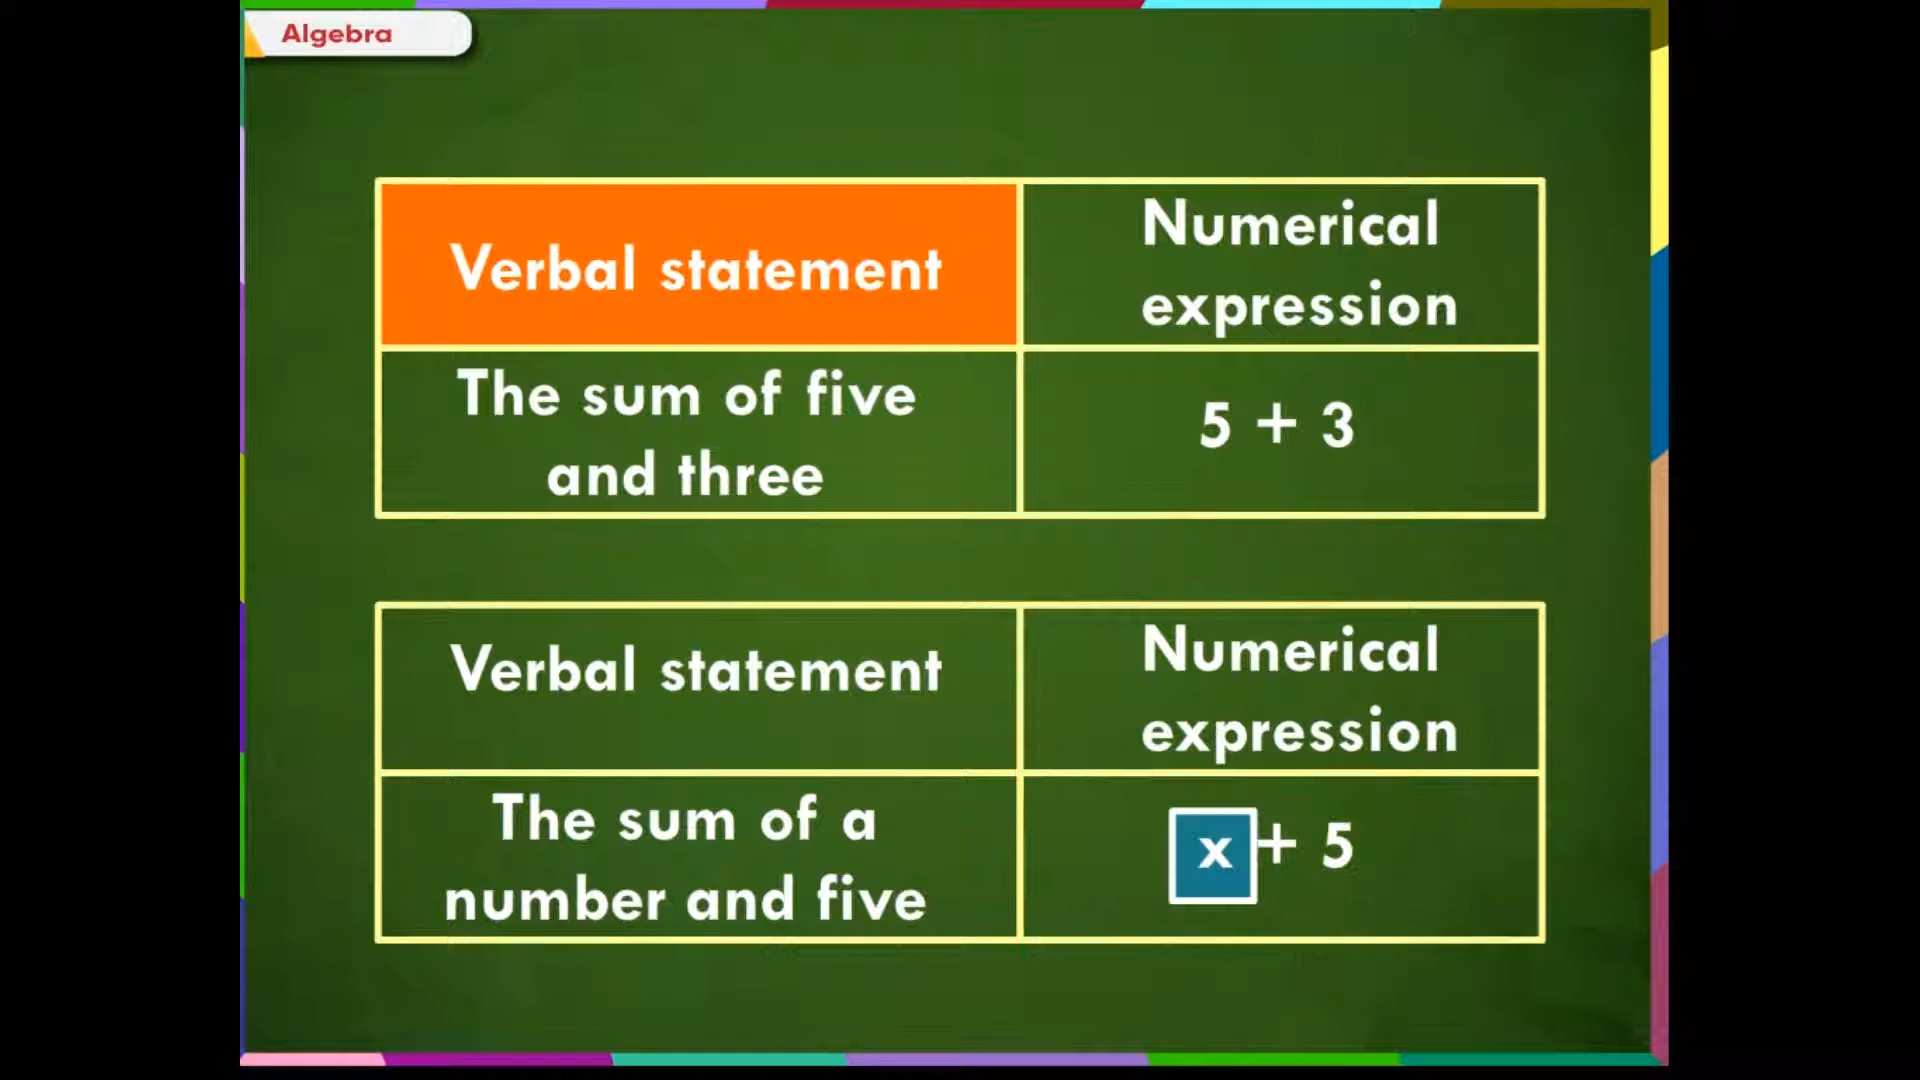 Algebra
Verbal statement
Numerical
expression
The sum of five
and three
5 + 3
Verbal statement
Numerical
expression
The sum of a
number and five
x + 5